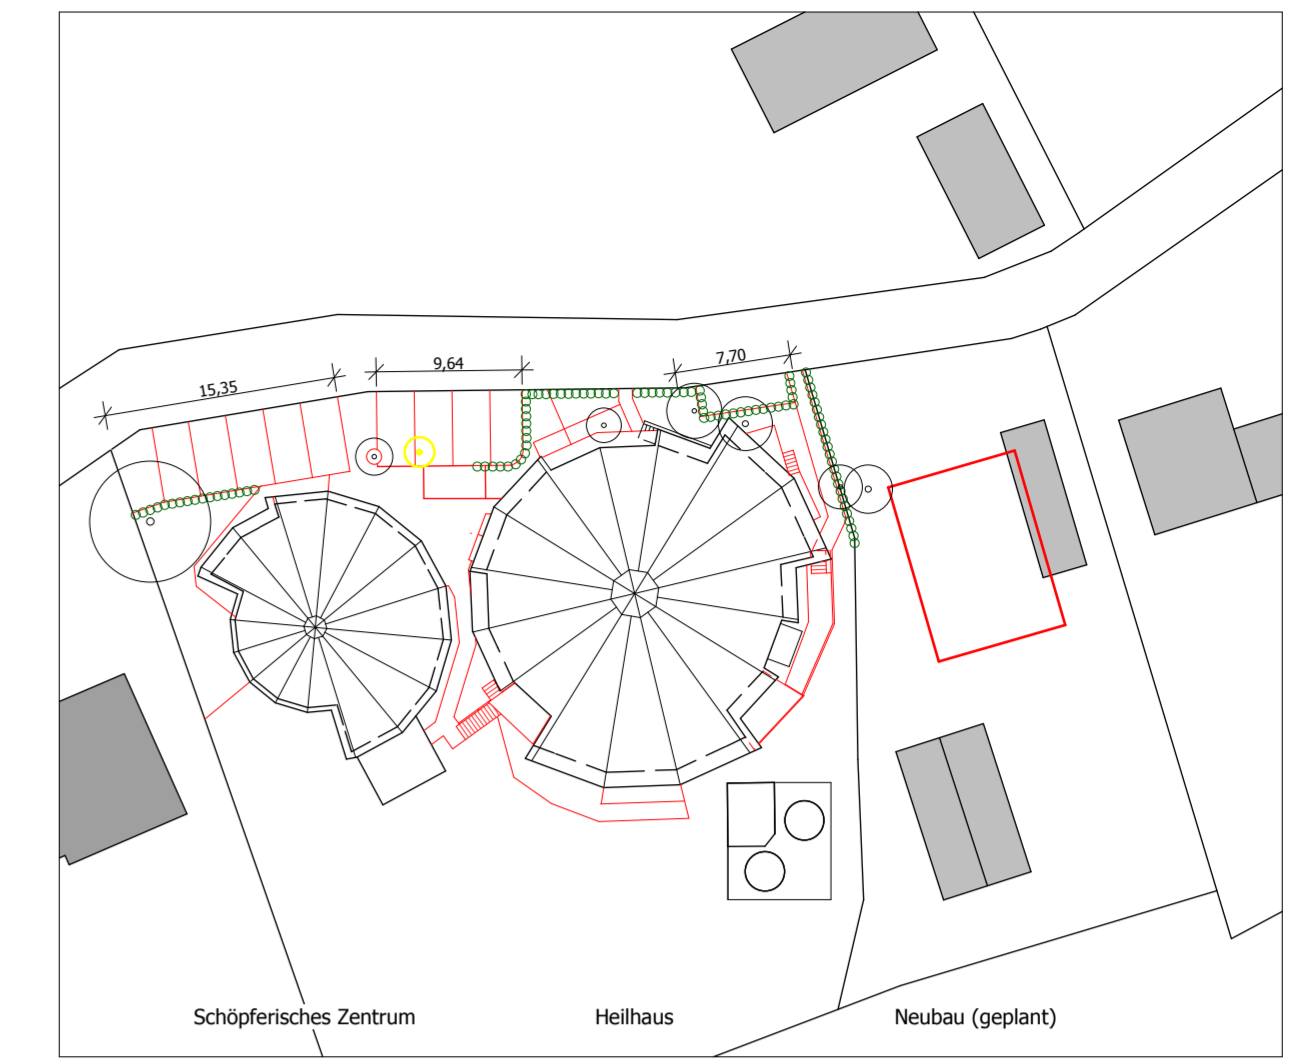 7,70
9,64
15,35
Schöpferisches Zentrum
Heilhaus
Neubau (geplant)